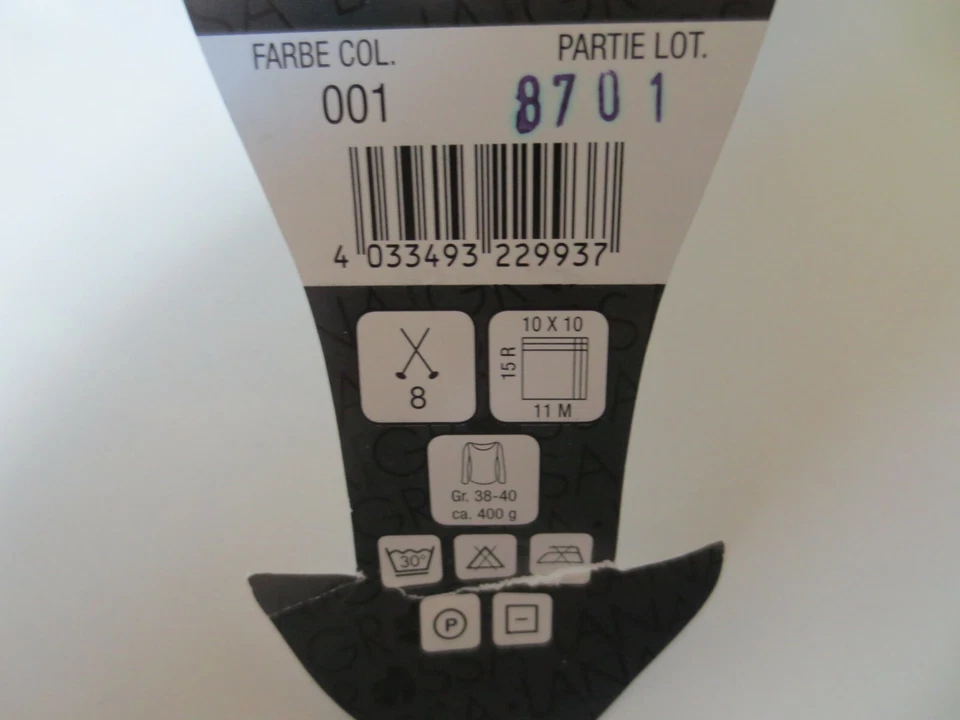 FARBE COL.
PARTIE LOT.
001
8701
4 033493 229937
8
10 X 10
15 R
11 M
Gr. 38-40
ca. 400 g
30°
P